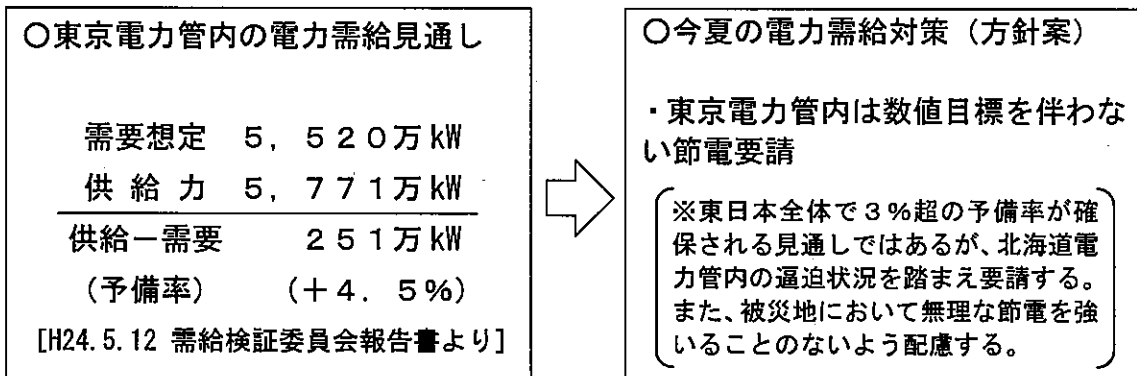 〇東京電力管内の電力需給見通し
需要想定 5，520万kW
供給力 5，771万kW
供給－需要 251万kW
（予備率） （＋4．5％）
[H24.5.12 需給検証委員会報告書より]
〇今夏の電力需給対策（方針案）
・東京電力管内は数値目標を伴わな
い節電要請
※東日本全体で３％超の予備率が確
保される見通しではあるが、北海道電
力管内の逼迫状況を踏まえ要請する。
また、被災地において無理な節電を強
いることのないよう配慮する。